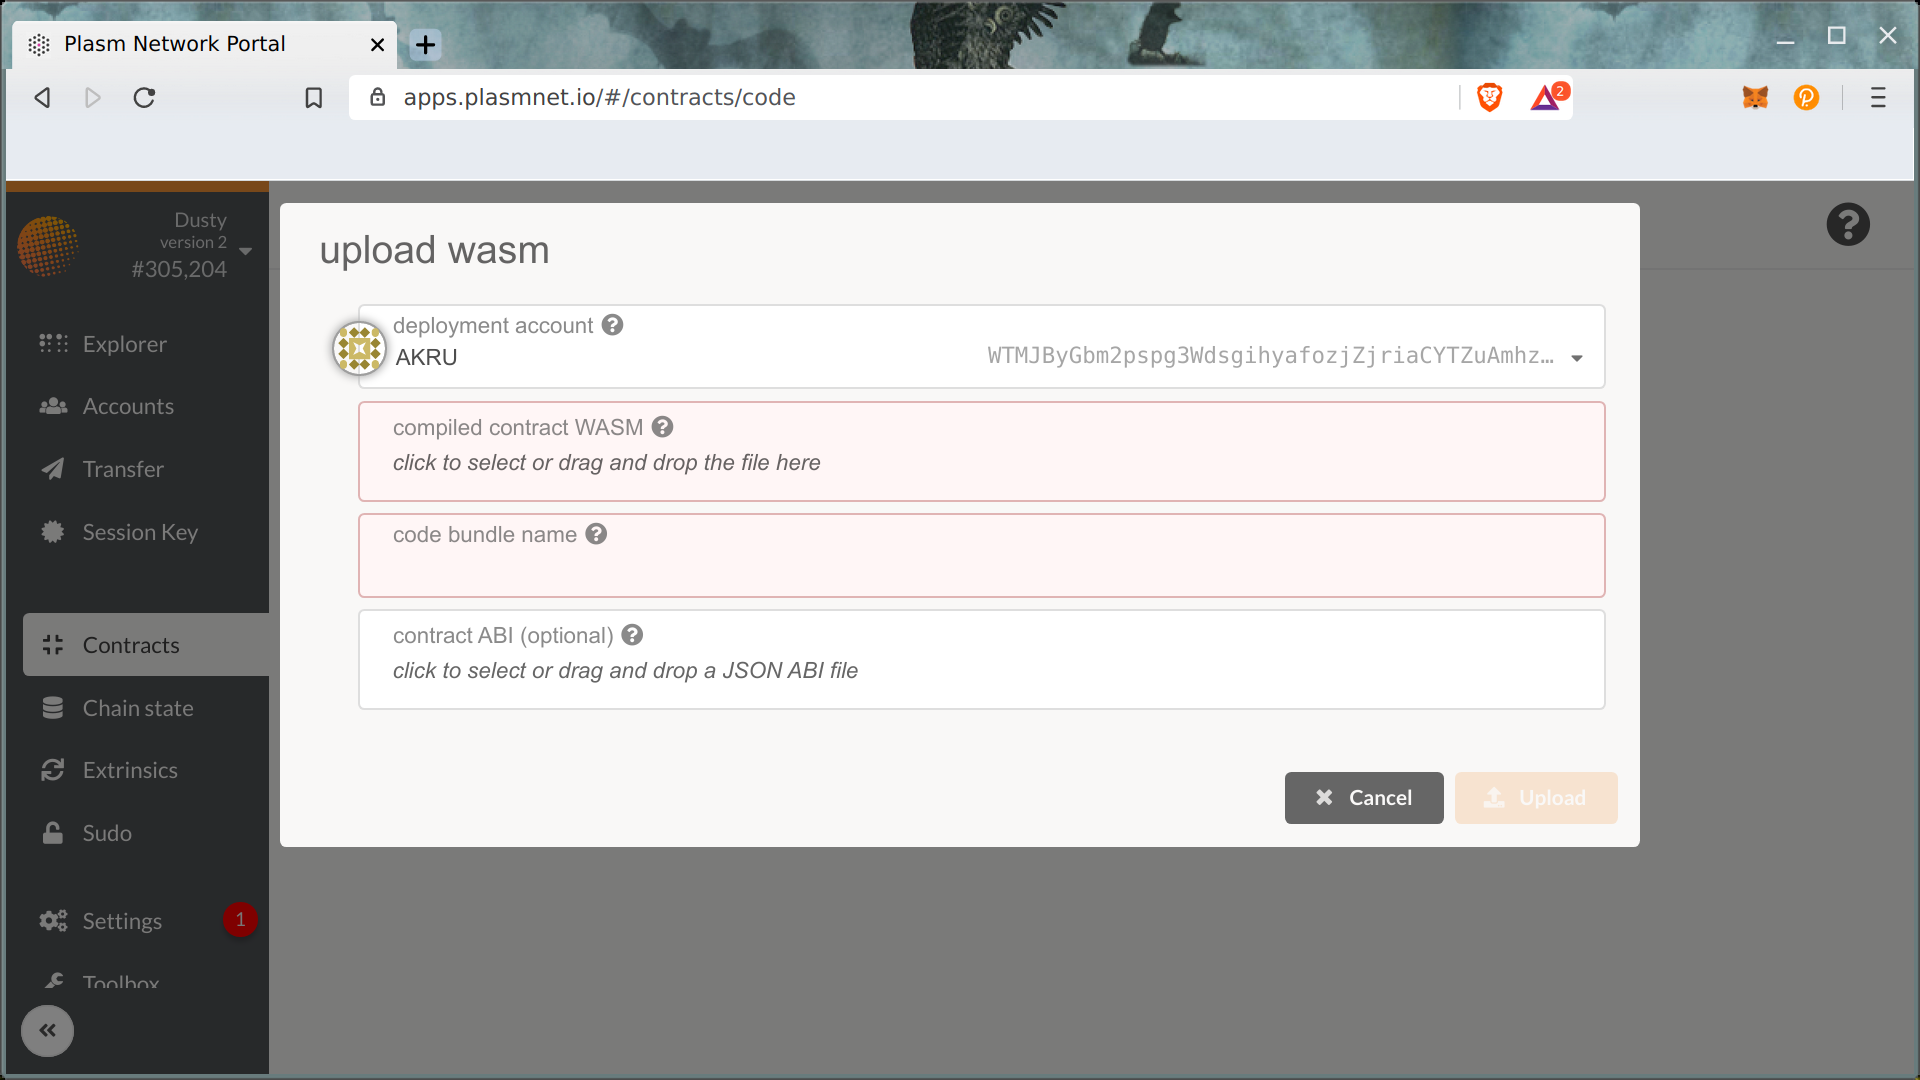 Plasm Network Portal
apps.plasmnet.io/#/contracts/code
2
Dusty
version 2
#305,204
Explorer
Accounts
Transfer
Session Key
Contracts
Chain state
Extrinsics
Sudo
Settings
1
Toolbox
upload wasm
deployment account
AKRU
WTMJByGbm2pspg3WdsgihyafozjZjriaCYTZuAmhz…
compiled contract WASM
click to select or drag and drop the file here
code bundle name
contract ABI (optional)
click to select or drag and drop a JSON ABI file
Cancel
Upload